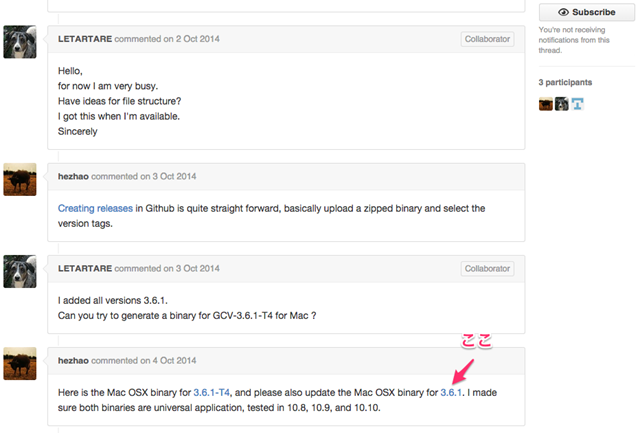 Subscribe
You're not receiving
notifications from this
thread.
3 participants
LETARTARE commented on 2 Oct 2014
Collaborator
Hello,
for now I am very busy.
Have ideas for file structure?
I got this when I'm available.
Sincerely
hezhao commented on 3 Oct 2014
Creating releases in Github is quite straight forward, basically upload a zipped binary and select the
version tags.
LETARTARE commented on 3 Oct 2014
Collaborator
I added all versions 3.6.1.
Can you try to generate a binary for GCV-3.6.1-T4 for Mac ?
ここ
hezhao commented on 4 Oct 2014
Here is the Mac OSX binary for 3.6.1-T4, and please also update the Mac OSX binary for 3.6.1. I made
sure both binaries are universal application, tested in 10.8, 10.9, and 10.10.